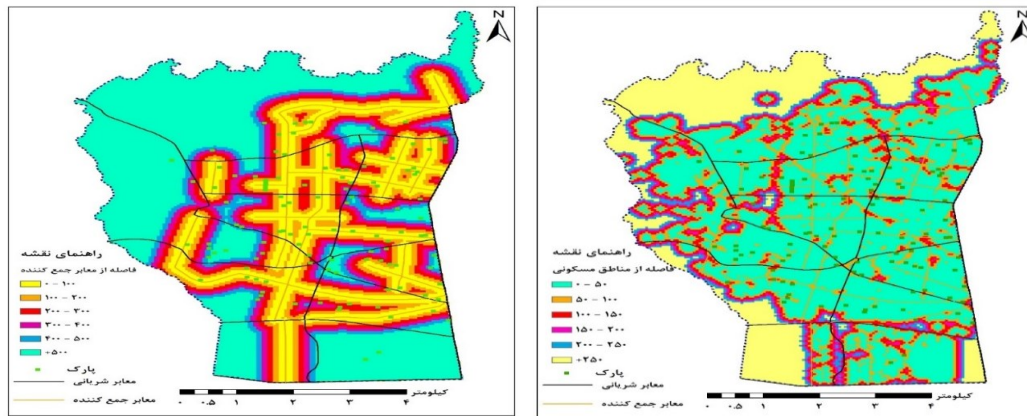 N
راهنمای نقشه
فاصله از معابر جمع کننده
۰ - ۱۰۰
۱۰۰ - ۲۰۰
۲۰۰ - ۳۰۰
۳۰۰ - ۴۰۰
۴۰۰ - ۵۰۰
+۵۰۰
پارک
معابر شریانی
معابر جمع کننده
کیلومتر
۰ ۰.۵ ۱ ۲ ۳ ۴
N
راهنمای نقشه
فاصله از مناطق مسکونی
۰ - ۵۰
۵۰ - ۱۰۰
۱۰۰ - ۱۵۰
۱۵۰ - ۲۰۰
۲۰۰ - ۲۵۰
+۲۵۰
پارک
معابر شریانی
معابر جمع کننده
کیلومتر
۰ ۰.۵ ۱ ۲ ۳ ۴